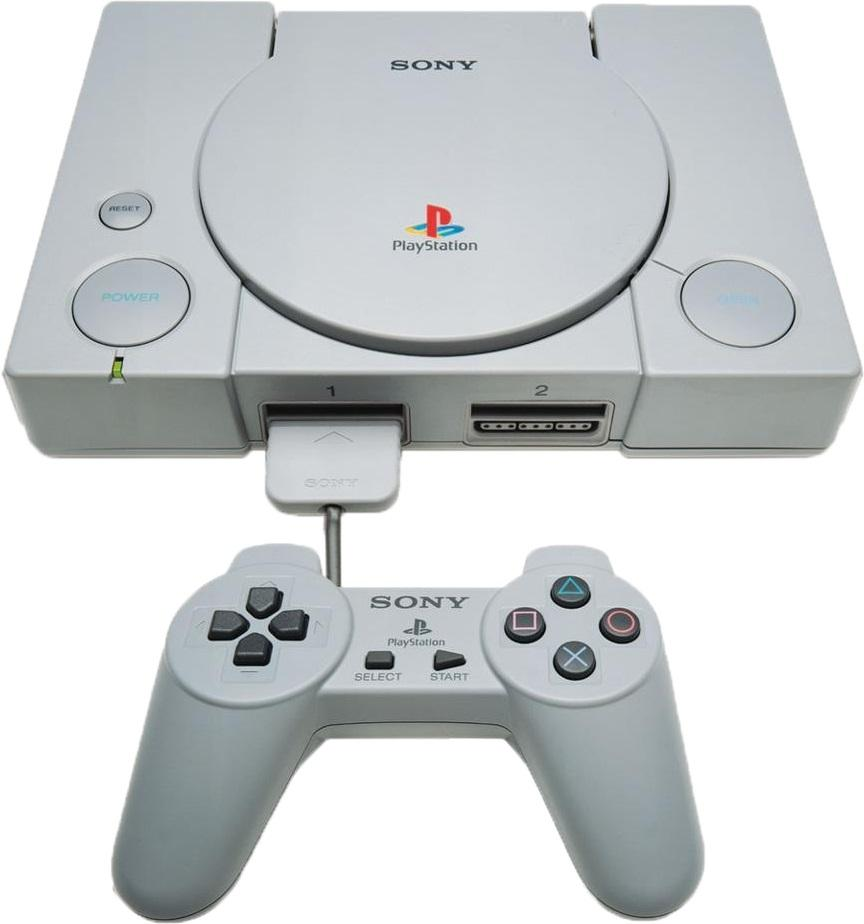 SONY
RESET
PlayStation
POWER
OPEN
1
2
SONY
SONY
PlayStation
SELECT
START